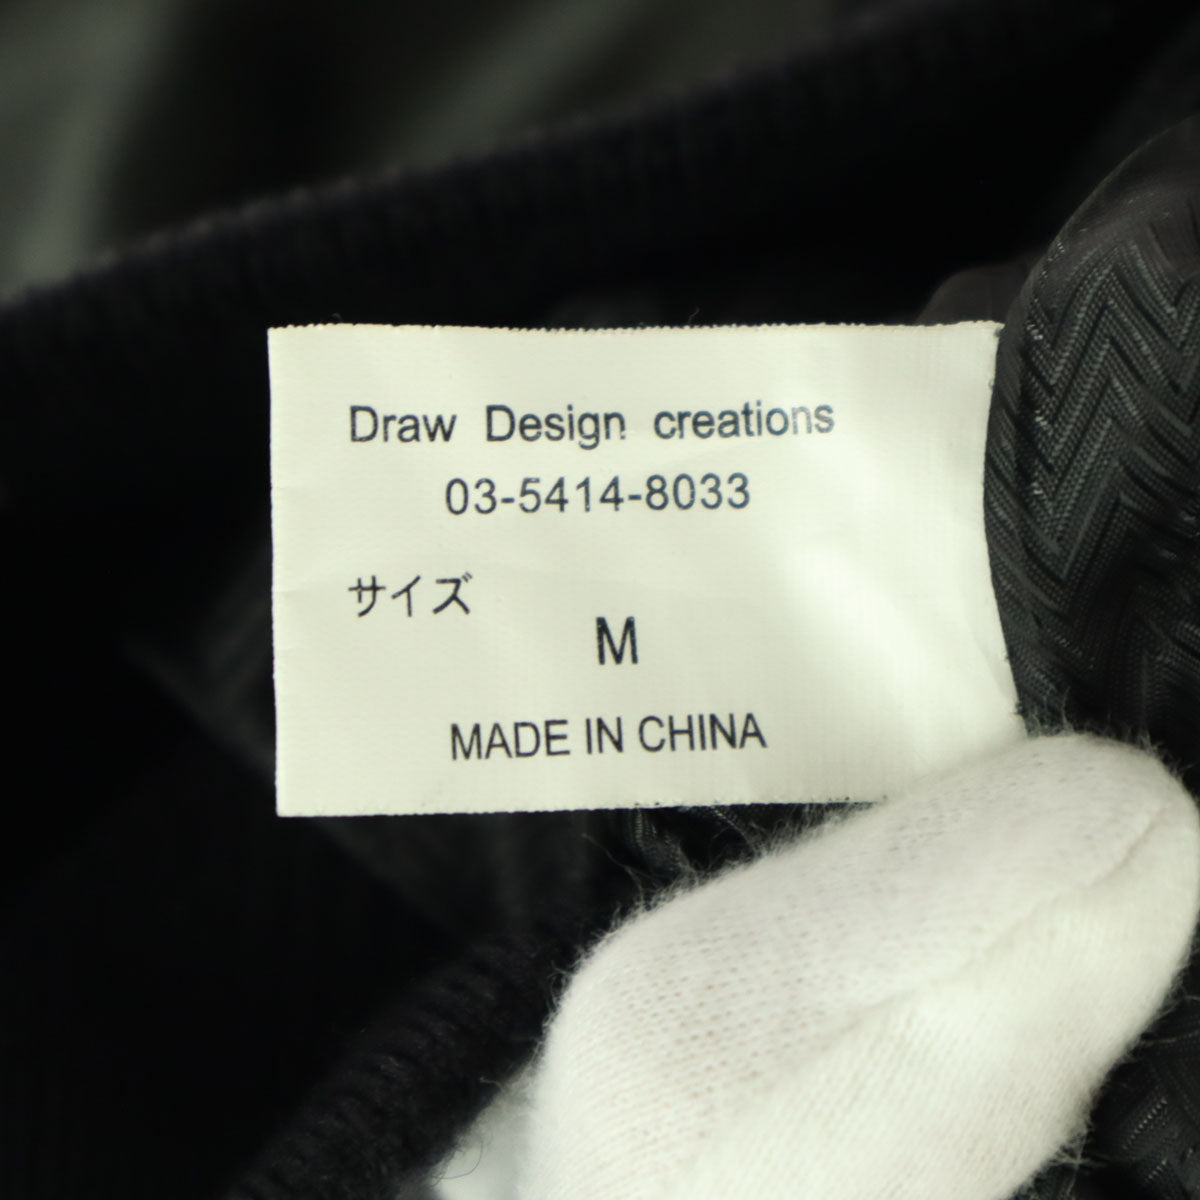 Draw Design creations
03-5414-8033
サイズ
M
MADE IN CHINA